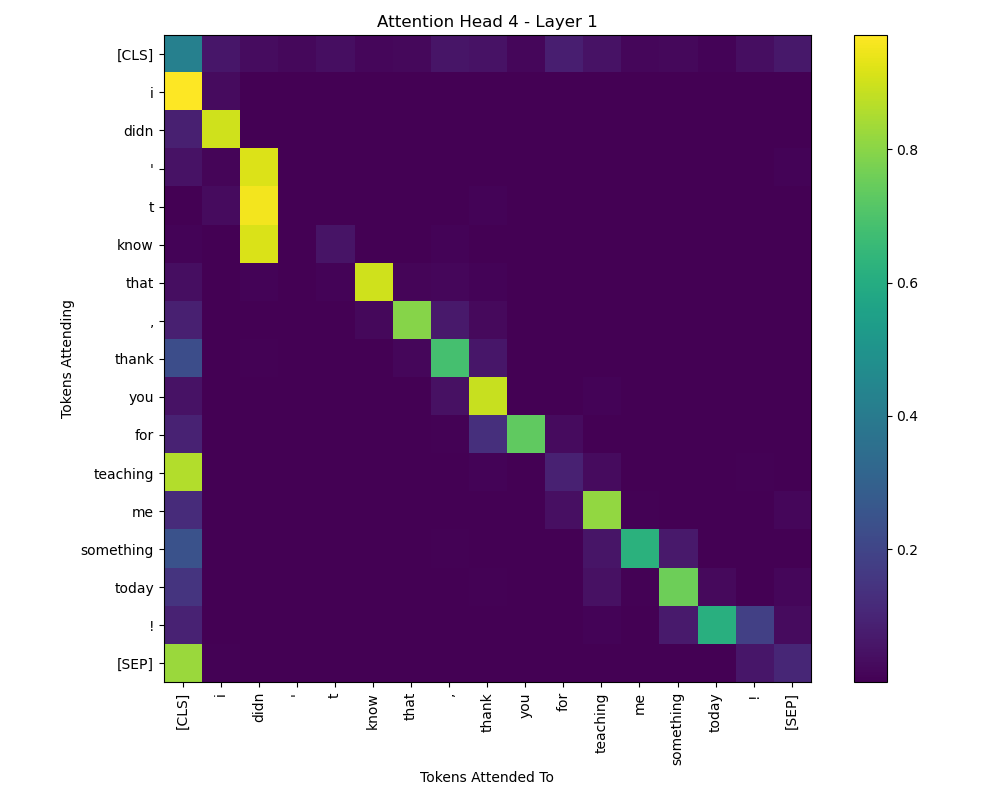 Attention Head 4 - Layer 1
[CLS]
i
didn
'
t
know
that
,
thank
you
for
teaching
me
something
today
!
[SEP]
Tokens Attending
[CLS]
i
didn
'
t
know
that
,
thank
you
for
teaching
me
something
today
!
[SEP]
Tokens Attended To
0.8
0.6
0.4
0.2